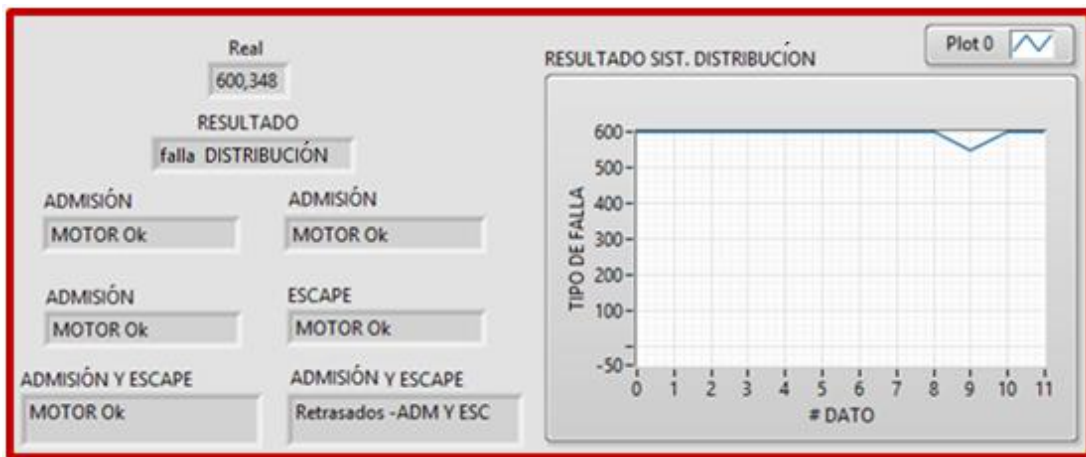 Real
600,348
RESULTADO
falla DISTRIBUCIÓN
ADMISIÓN
MOTOR Ok
ADMISIÓN
MOTOR Ok
ADMISIÓN
MOTOR Ok
ESCAPE
MOTOR Ok
ADMISIÓN Y ESCAPE
MOTOR Ok
ADMISIÓN Y ESCAPE
Retrasados -ADM Y ESC
Plot 0
RESULTADO SIST. DISTRIBUCÍON
TIPO DE FALLA
600
500
400
300
200
100
-50
0 1 2 3 4 5 6 7 8 9 10 11
# DATO